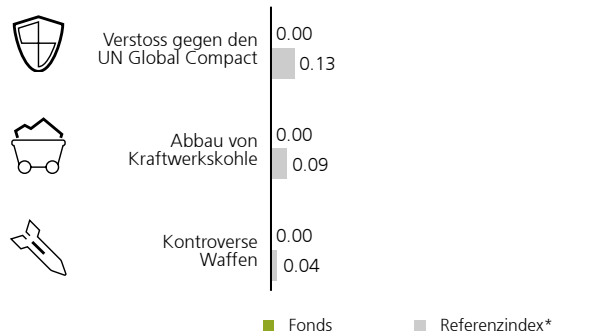 0.00
Verstoss gegen den
UN Global Compact
0.13
0.00
Abbau von
Kraftwerkskohle
0.09
0.00
Kontroverse
Waffen
0.04
Fonds Referenzindex*